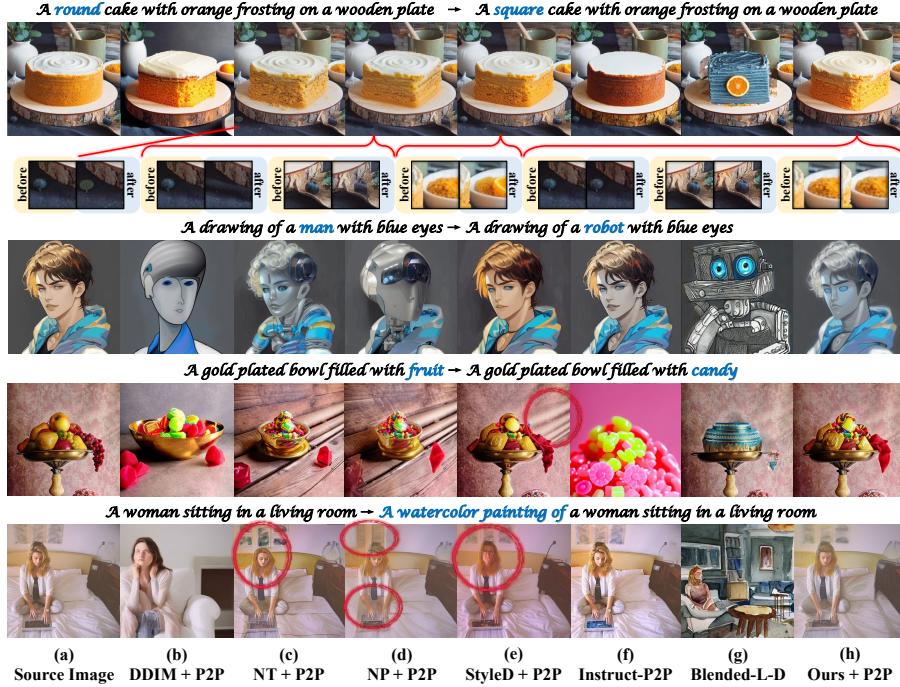 A round cake with orange frosting on a wooden plate → A square cake with orange frosting on a wooden plate
before after before after before after before after before after before after before after
A drawing of a man with blue eyes → A drawing of a robot with blue eyes
A gold plated bowl filled with fruit → A gold plated bowl filled with candy
A woman sitting in a living room → A watercolor painting of a woman sitting in a living room
(a) (b) (c) (d) (e) (f) (g) (h)
Source Image DDIM + P2P NT + P2P NP + P2P StyleD + P2P Instruct-P2P Blended-L-D Ours + P2P